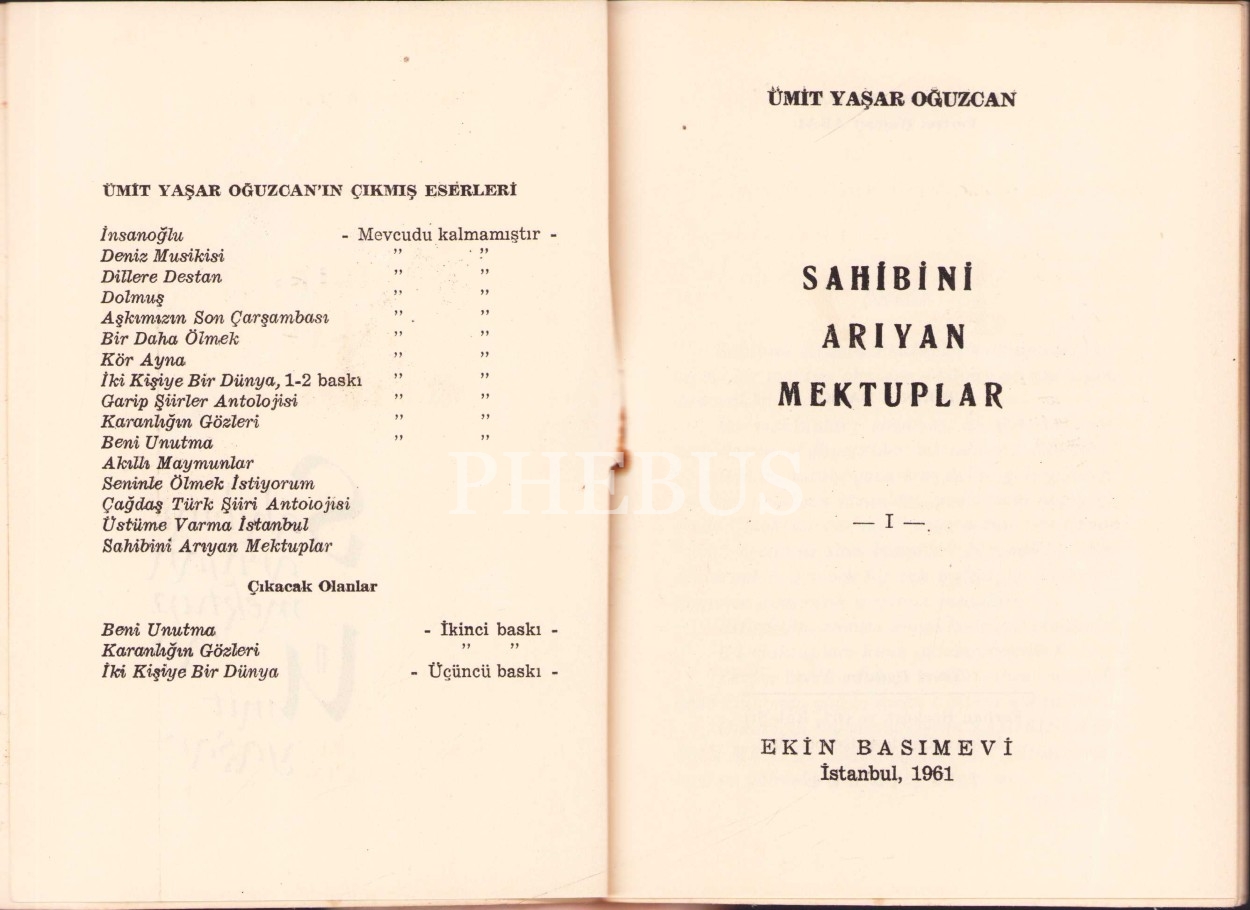 ÜMİT YAŞAR OĞUZCAN'IN ÇIKMIŞ ESERLERİ
İnsanoğlu - Mevcudu kalmamıştır -
Deniz Musikisi ” ”
Dillere Destan ” ”
Dolmuş ” ”
Aşkımızın Son Çarşambası ” ”
Bir Daha Ölmek ” ”
Kör Ayna ” ”
İki Kişiye Bir Dünya, 1-2 baskı ” ”
Garip Şiirler Antolojisi ” ”
Karanlığın Gözleri ” ”
Beni Unutma ” ”
Akıllı Maymunlar
Seninle Ölmek İstiyorum
Çağdaş Türk Şiiri Antolojisi
Üstüme Varma İstanbul
Sahibini Arıyan Mektuplar
Çıkacak Olanlar
Beni Unutma - İkinci baskı -
Karanlığın Gözleri ” ”
İki Kişiye Bir Dünya - Üçüncü baskı -
ÜMİT YAŞAR OĞUZCAN
SAHİBİNİ
ARIYAN
MEKTUPLAR
— I —
EKİN BASIMEVİ
İstanbul, 1961
PHEBUS